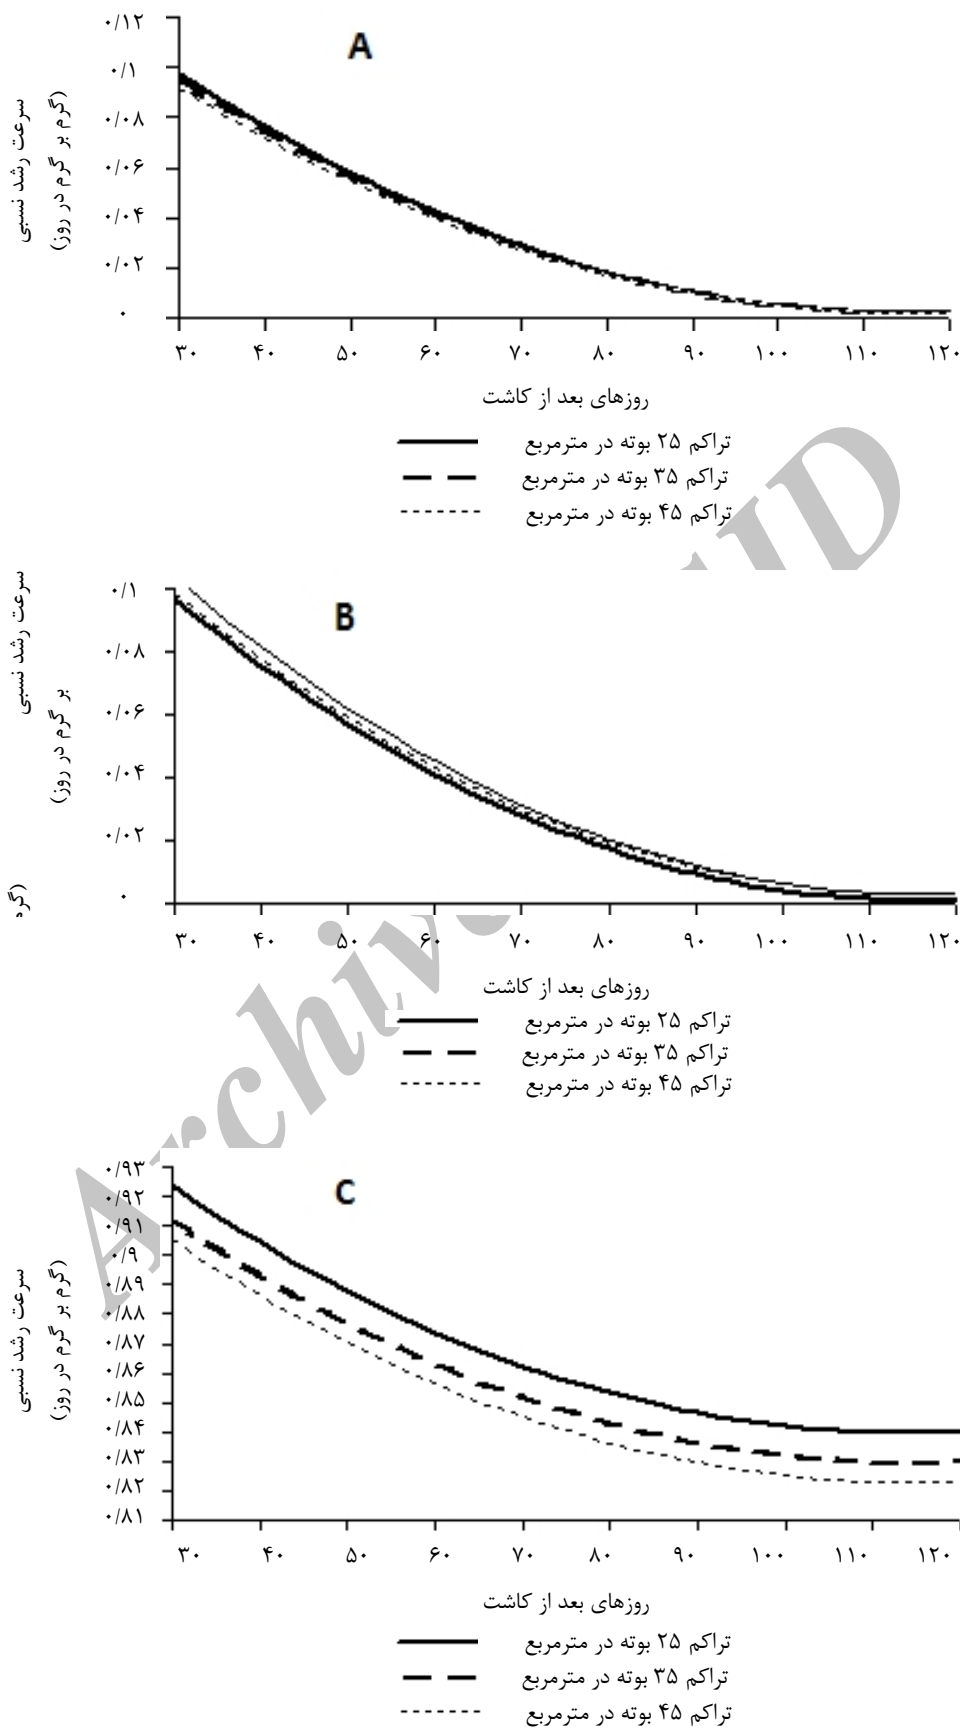 ۰/۱۲
A
۰/۱
۰/۰۸
۰/۰۶
۰/۰۴
۰/۰۲
۰
سرعت رشد نسبی
(گرم بر گرم در روز)
۳۰ ۴۰ ۵۰ ۶۰ ۷۰ ۸۰ ۹۰ ۱۰۰ ۱۱۰ ۱۲۰
روزهای بعد از کاشت
تراکم ۲۵ بوته در مترمربع
تراکم ۳۵ بوته در مترمربع
تراکم ۴۵ بوته در مترمربع
۰/۱
B
۰/۰۸
۰/۰۶
۰/۰۴
۰/۰۲
۰
سرعت رشد نسبی
بر گرم در روز)
(گرم
۳۰ ۴۰ ۵۰ ۶۰ ۷۰ ۸۰ ۹۰ ۱۰۰ ۱۱۰ ۱۲۰
روزهای بعد از کاشت
تراکم ۲۵ بوته در مترمربع
تراکم ۳۵ بوته در مترمربع
تراکم ۴۵ بوته در مترمربع
۰/۹۳
C
۰/۹۲
۰/۹۱
۰/۹
۰/۸۹
۰/۸۸
۰/۸۷
۰/۸۶
۰/۸۵
۰/۸۴
۰/۸۳
۰/۸۲
۰/۸۱
سرعت رشد نسبی
(گرم بر گرم در روز)
۳۰ ۴۰ ۵۰ ۶۰ ۷۰ ۸۰ ۹۰ ۱۰۰ ۱۱۰ ۱۲۰
روزهای بعد از کاشت
تراکم ۲۵ بوته در مترمربع
تراکم ۳۵ بوته در مترمربع
تراکم ۴۵ بوته در مترمربع